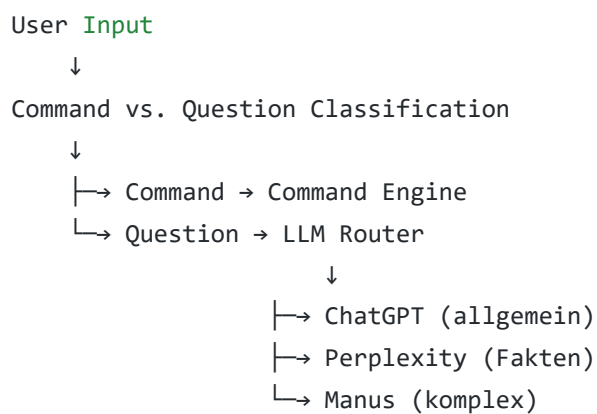 User Input
↓
Command vs. Question Classification
↓
├─→ Command → Command Engine
└─→ Question → LLM Router
↓
├─→ ChatGPT (allgemein)
├─→ Perplexity (Fakten)
└─→ Manus (komplex)